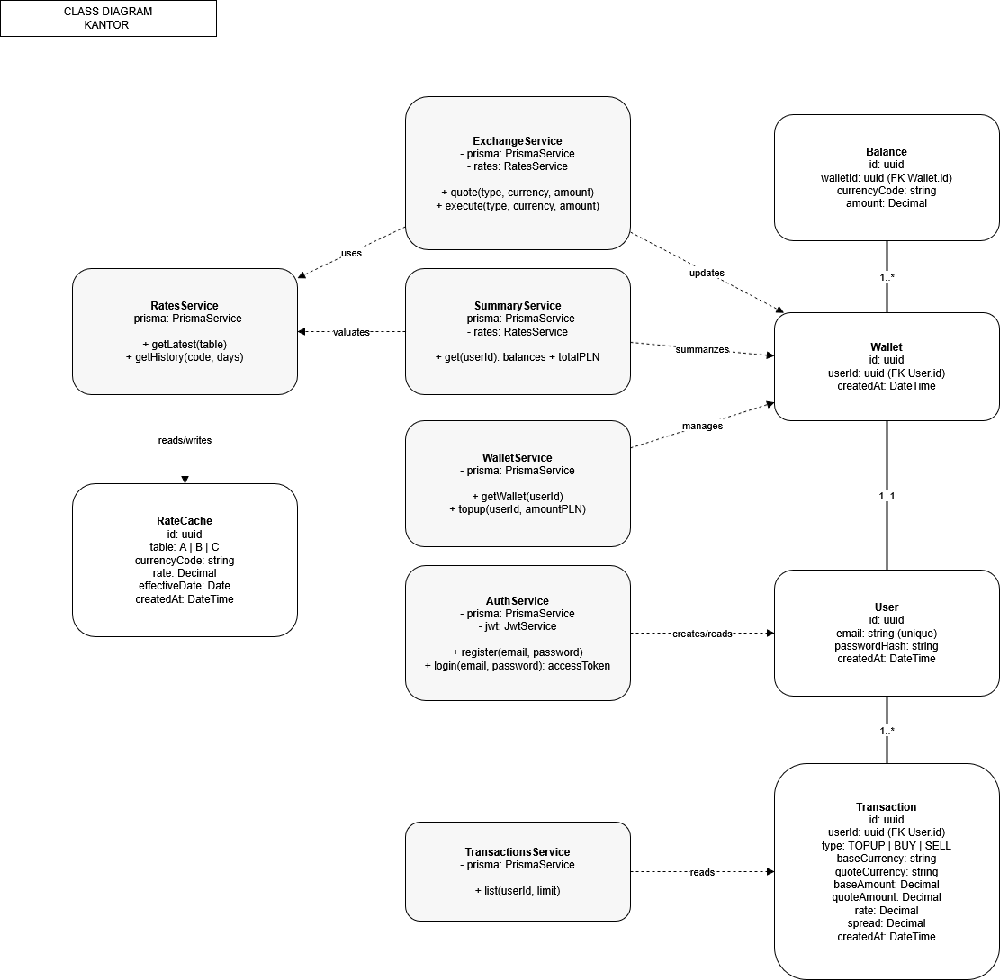 CLASS DIAGRAM
KANTOR
ExchangeService
- prisma: PrismaService
- rates: RatesService
+ quote(type, currency, amount)
+ execute(type, currency, amount)
Balance
id: uuid
walletId: uuid (FK Wallet.id)
currencyCode: string
amount: Decimal
uses
updates
1..*
RatesService
- prisma: PrismaService
+ getLatest(table)
+ getHistory(code, days)
valuates
SummaryService
- prisma: PrismaService
- rates: RatesService
+ get(userId): balances + totalPLN
summarizes
Wallet
id: uuid
userId: uuid (FK User.id)
createdAt: DateTime
manages
reads/writes
WalletService
- prisma: PrismaService
+ getWallet(userId)
+ topup(userId, amountPLN)
1..1
RateCache
id: uuid
table: A | B | C
currencyCode: string
rate: Decimal
effectiveDate: Date
createdAt: DateTime
AuthService
- prisma: PrismaService
- jwt: JwtService
+ register(email, password)
+ login(email, password): accessToken
creates/reads
User
id: uuid
email: string (unique)
passwordHash: string
createdAt: DateTime
1..*
TransactionsService
- prisma: PrismaService
+ list(userId, limit)
reads
Transaction
id: uuid
userId: uuid (FK User.id)
type: TOPUP | BUY | SELL
baseCurrency: string
quoteCurrency: string
baseAmount: Decimal
quoteAmount: Decimal
rate: Decimal
spread: Decimal
createdAt: DateTime